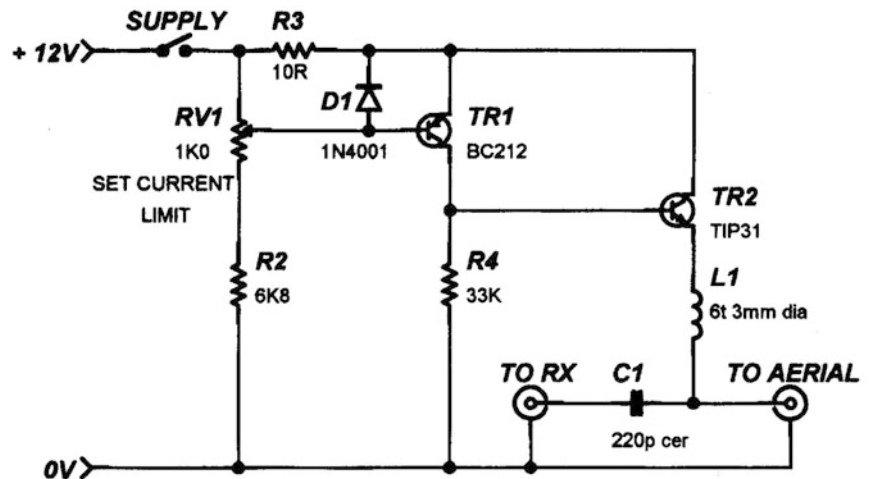 SUPPLY
R3
+ 12V
10R
D1
RV1
TR1
1K0
1N4001
BC212
SET CURRENT
LIMIT
TR2
TIP31
R2
R4
L1
6K8
33K
6t 3mm dia
TO RX
C1
TO AERIAL
220p cer
0V